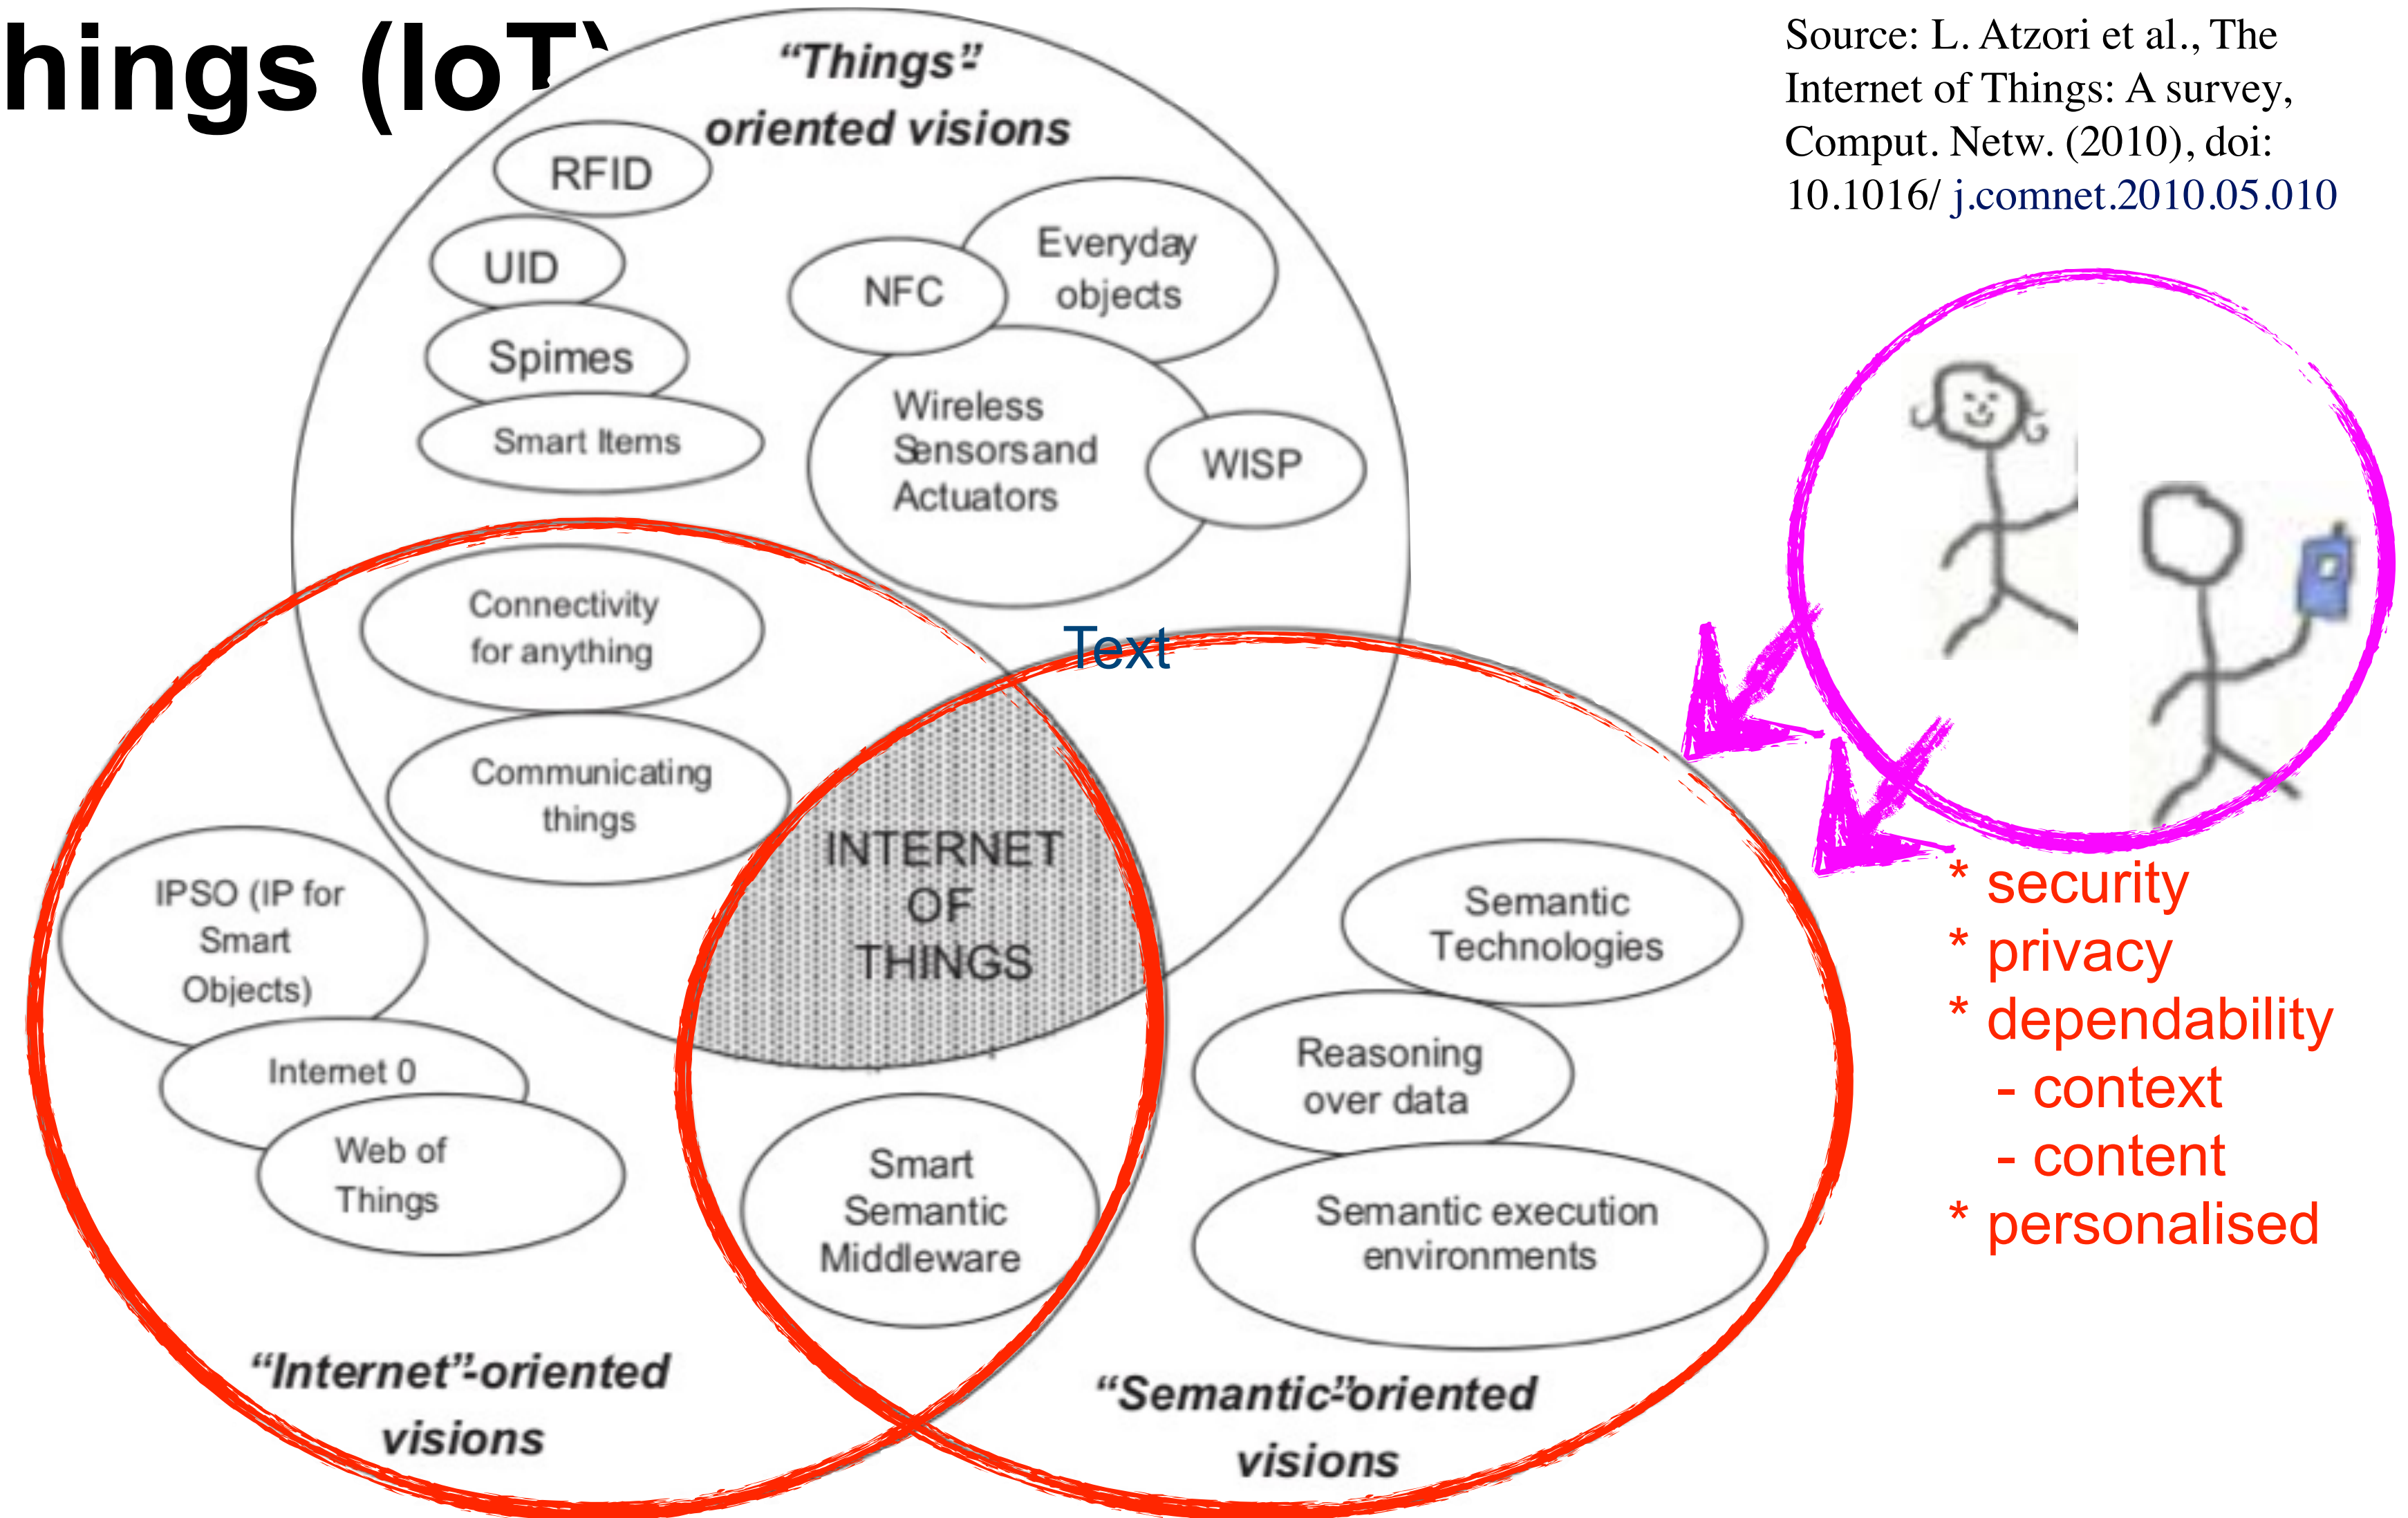 hings (IoT)
Source: L. Atzori et al., The
Internet of Things: A survey,
Comput. Netw. (2010), doi:
10.1016/ j.comnet.2010.05.010
“Things”-
oriented visions
RFID
UID
Spimes
Smart Items
NFC
Everyday
objects
Wireless
Sensors and
Actuators
WISP
Connectivity
for anything
Communicating
things
Text
INTERNET
OF
THINGS
IPSO (IP for
Smart
Objects)
Internet 0
Web of
Things
Smart
Semantic
Middleware
Semantic
Technologies
Reasoning
over data
Semantic execution
environments
“Internet”-oriented
visions
“Semantic”-oriented
visions
* security
* privacy
* dependability
- context
- content
* personalised